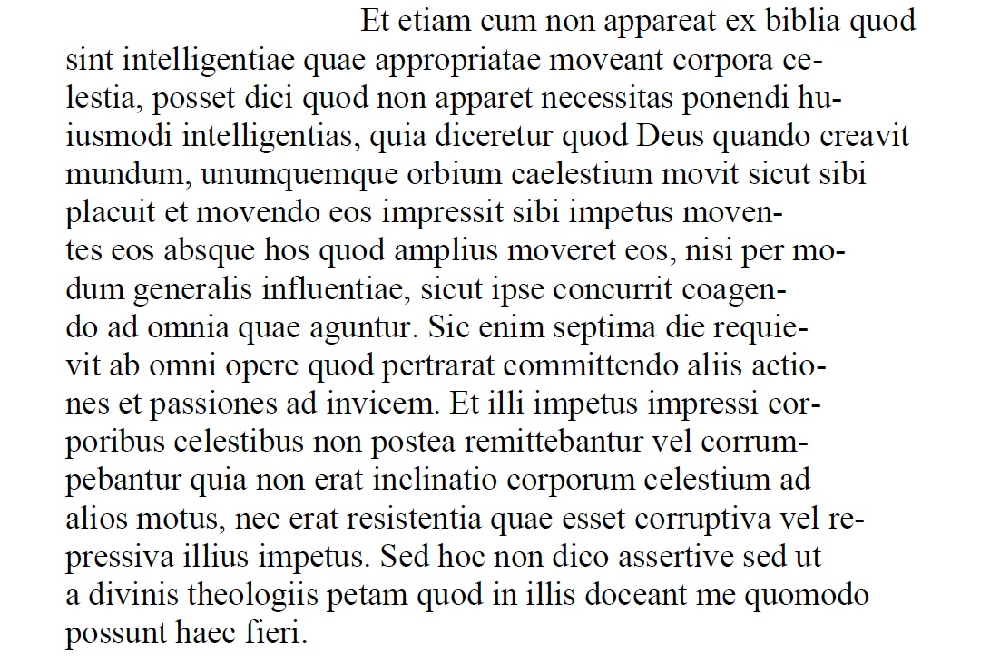 Et etiam cum non appareat ex biblia quod
sint intelligentiae quae appropriatae moveant corpora ce-
lestia, posset dici quod non apparet necessitas ponendi hu-
iusmodi intelligentias, quia diceretur quod Deus quando creavit
mundum, unumquemque orbium caelestium movit sicut sibi
placuit et movendo eos impressit sibi impetus moven-
tes eos absque hos quod amplius moveret eos, nisi per mo-
dum generalis influentiae, sicut ipse concurrit coagen-
do ad omnia quae aguntur. Sic enim septima die requie-
vit ab omni opere quod pertrarat committendo aliis actio-
nes et passiones ad invicem. Et illi impetus impressi cor-
poribus celestibus non postea remittebantur vel corrum-
pebantur quia non erat inclinatio corporum celestium ad
alios motus, nec erat resistentia quae esset corruptiva vel re-
pressiva illius impetus. Sed hoc non dico assertive sed ut
a divinis theologiis petam quod in illis doceant me quomodo
possunt haec fieri.